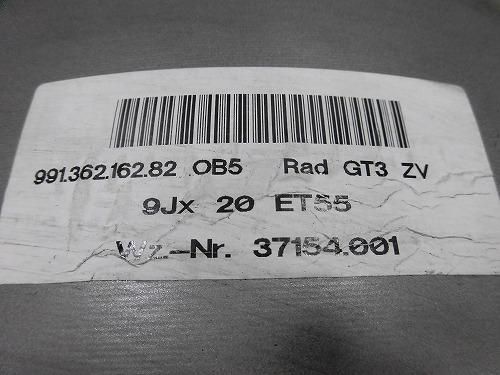 991.362.162.82 OB5 Rad GT3 ZV
9Jx 20 ET55
Wz.-Nr. 37154.001